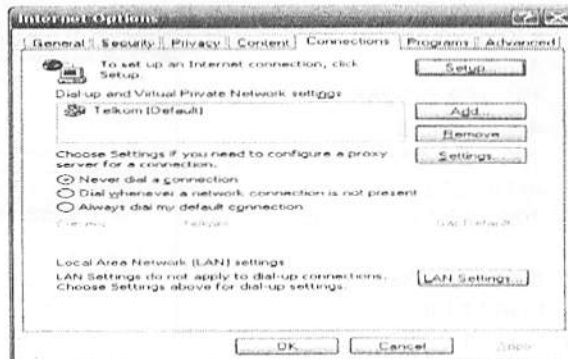 Internet Options
General Security Privacy Content Connections Programs Advanced
To set up an Internet connection, click
Setup.
Setup...
Dial-up and Virtual Private Network settings
Telkom (Default)
Add...
Remove
Choose Settings if you need to configure a proxy
server for a connection.
Settings...
Never dial a connection
Dial whenever a network connection is not present
Always dial my default connection
Current
Telkom
Set Default
Local Area Network (LAN) settings
LAN Settings do not apply to dial-up connections.
Choose Settings above for dial-up settings.
LAN Settings...
OK
Cancel
Apply